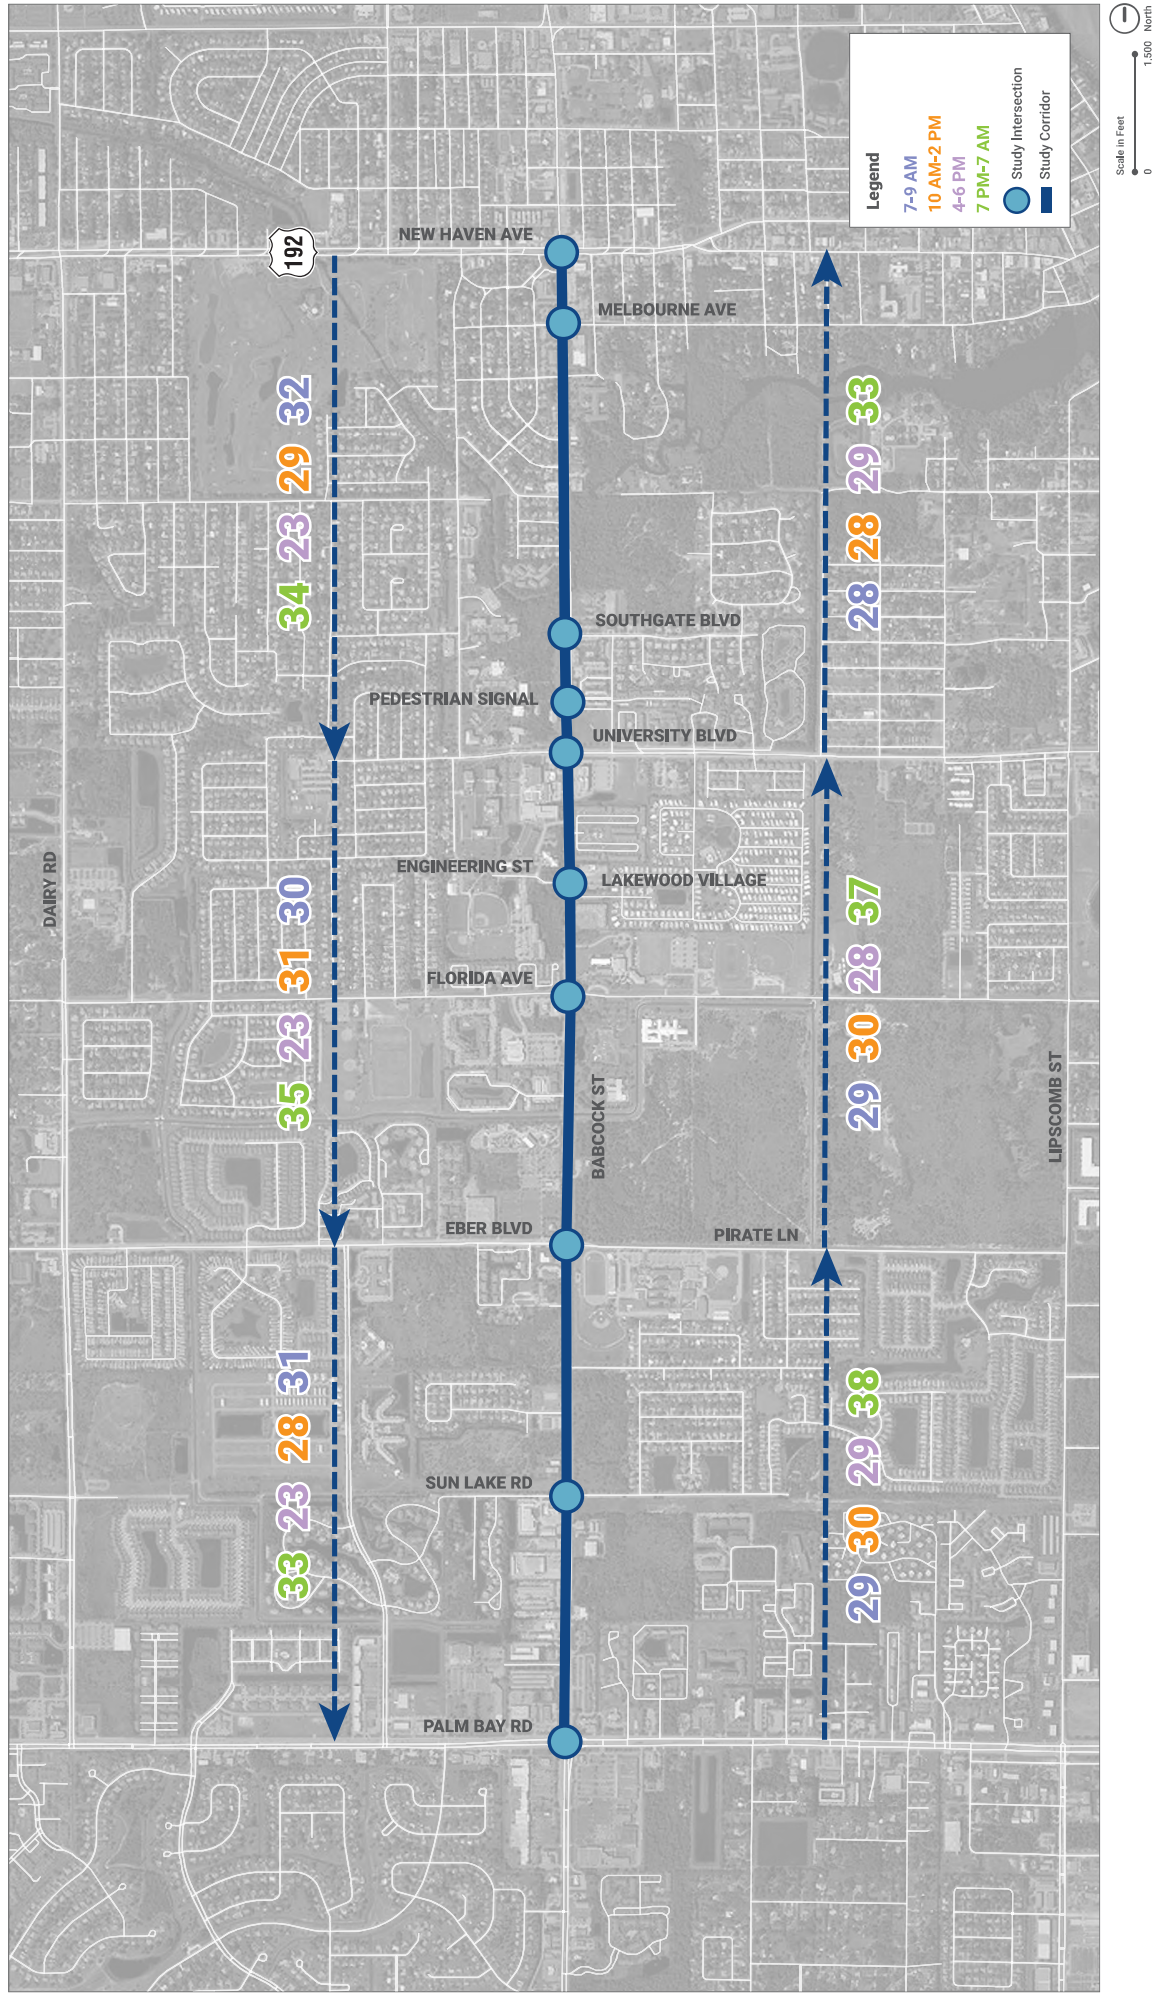 North
Scale in Feet
0
1,500
Legend
7-9 AM
10 AM-2 PM
4-6 PM
7 PM-7 AM
Study Intersection
Study Corridor
192
NEW HAVEN AVE
MELBOURNE AVE
34 23 29 32
28 28 29 33
SOUTHGATE BLVD
PEDESTRIAN SIGNAL
UNIVERSITY BLVD
DAIRY RD
ENGINEERING ST
LAKEWOOD VILLAGE
35 23 31 30
29 30 28 37
FLORIDA AVE
BABCOCK ST
LIPSCOMB ST
EBER BLVD
PIRATE LN
33 23 28 31
29 30 29 38
SUN LAKE RD
PALM BAY RD